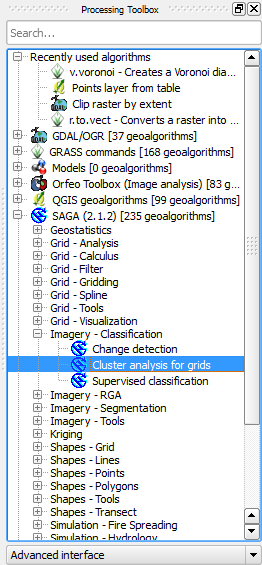 Processing Toolbox
Search...
Recently used algorithms
v.voronoi - Creates a Voronoi dia...
Points layer from table
Clip raster by extent
r.to.vect - Converts a raster into ...
GDAL/OGR [37 geoalgorithms]
GRASS commands [168 geoalgorithms]
Models [0 geoalgorithms]
Orfeo Toolbox (Image analysis) [83 g...
QGIS geoalgorithms [99 geoalgorithms]
SAGA (2.1.2) [235 geoalgorithms]
Geostatistics
Grid - Analysis
Grid - Calculus
Grid - Filter
Grid - Gridding
Grid - Spline
Grid - Tools
Grid - Visualization
Imagery - Classification
Change detection
Cluster analysis for grids
Supervised classification
Imagery - RGA
Imagery - Segmentation
Imagery - Tools
Kriging
Shapes - Grid
Shapes - Lines
Shapes - Points
Shapes - Polygons
Shapes - Tools
Shapes - Transect
Simulation - Fire Spreading
Simulation - Hydrology
Advanced interface